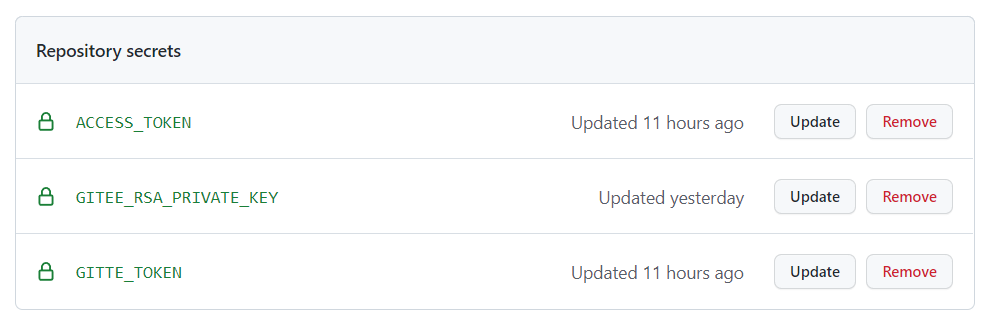 Repository secrets
ACCESS_TOKEN Updated 11 hours ago Update Remove
GITEE_RSA_PRIVATE_KEY Updated yesterday Update Remove
GITTE_TOKEN Updated 11 hours ago Update Remove